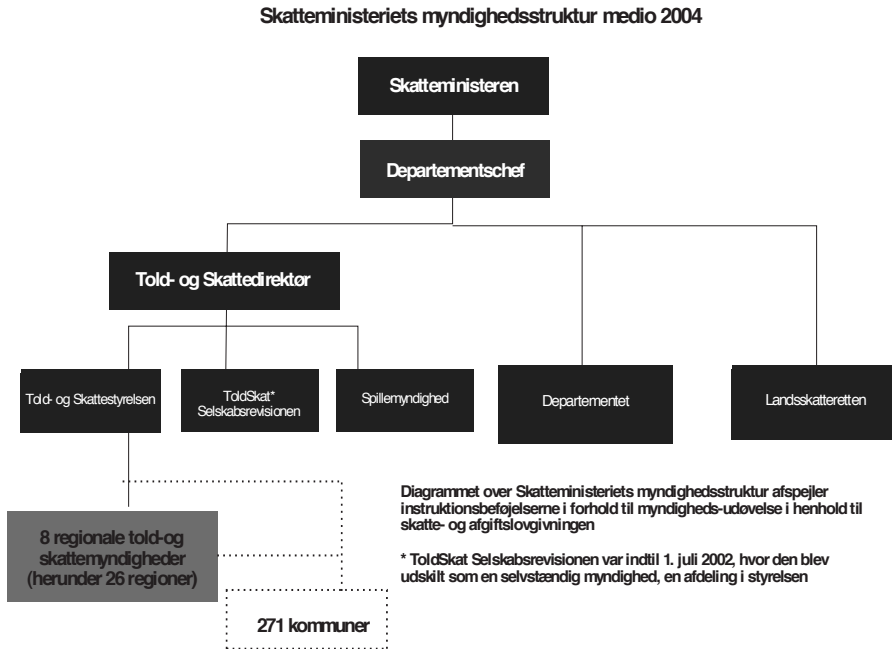 Skatteministeriets myndighedsstruktur medio 2004
Skatteministeren
Departementschef
Told- og Skattedirektør
Told- og Skattestyrelsen
ToldSkat*
Selskabsrevisionen
Spillemyndighed
Departementet
Landsskatteretten
8 regionale told-og
skattemyndigheder
(herunder 26 regioner)
271 kommuner
Diagrammet over Skatteministeriets myndighedsstruktur afspejler
instruktionsbeføjelserne i forhold til myndigheds-udøvelse i henhold til
skatte- og afgiftslovgivningen
* ToldSkat Selskabsrevisionen var indtil 1. juli 2002, hvor den blev
udskilt som en selvstændig myndighed, en afdeling i styrelsen